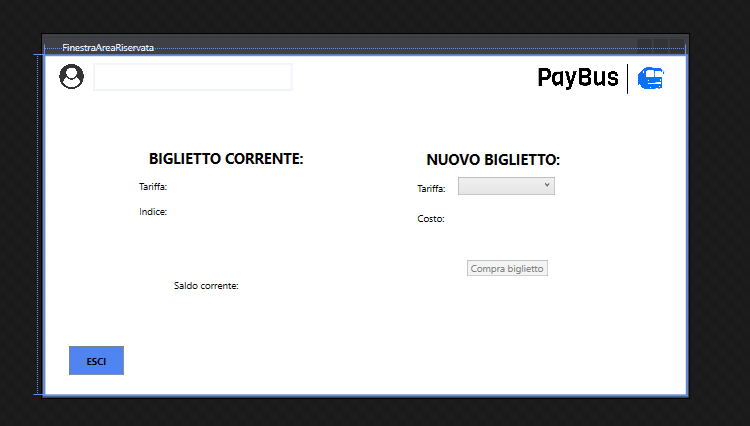 FinestraAreaRiservata
PayBus
BIGLIETTO CORRENTE:
NUOVO BIGLIETTO:
Tariffa:
Tariffa:
Indice:
Costo:
Compra biglietto
Saldo corrente:
ESCI